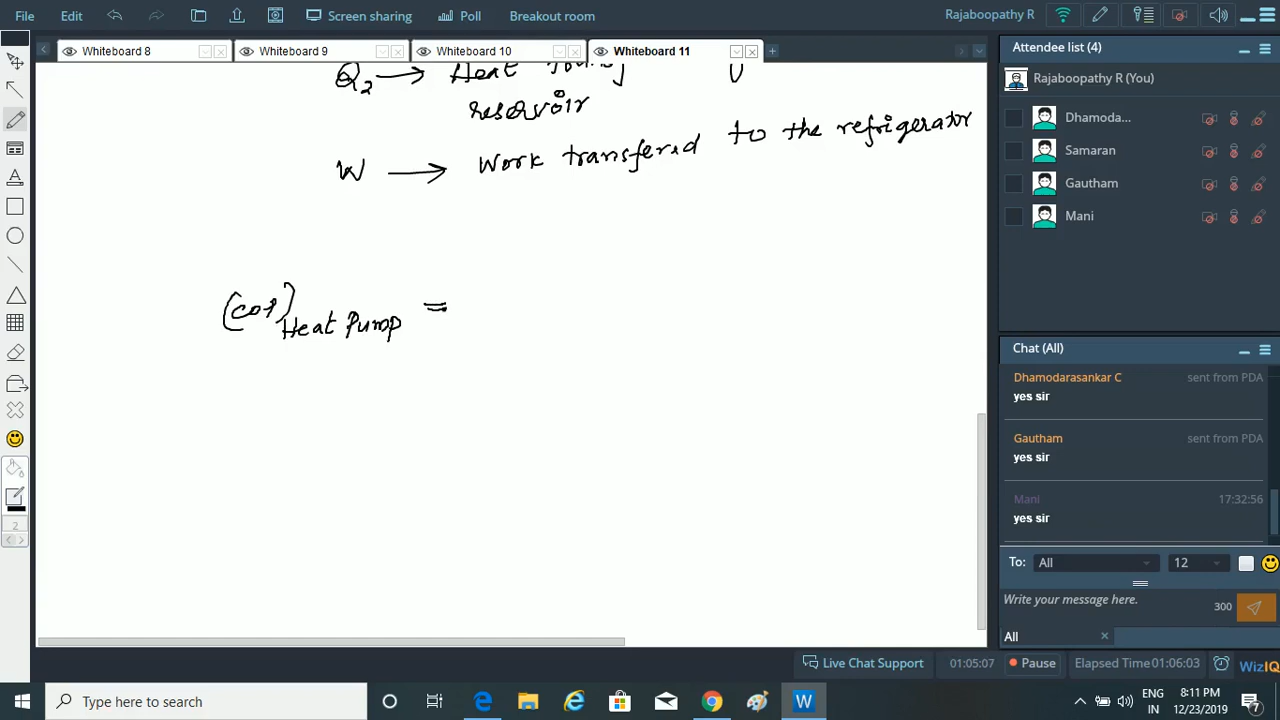 File Edit Screen sharing Poll Breakout room Rajaboopathy R
Whiteboard 8 Whiteboard 9 Whiteboard 10 Whiteboard 11
Q2 → Heat
reservoir
W → Work transfered to the refrigerator
(COP)Heat Pump =
Attendee list (4)
Rajaboopathy R (You)
Dhamoda...
Samaran
Gautham
Mani
Chat (All)
Dhamodarasankar C sent from PDA
yes sir
Gautham sent from PDA
yes sir
Mani 17:32:56
yes sir
To: All 12
Write your message here. 300
All
2
Live Chat Support 01:05:07 Pause Elapsed Time 01:06:03 WizIQ
Type here to search
ENG 8:11 PM
IN 12/23/2019 7